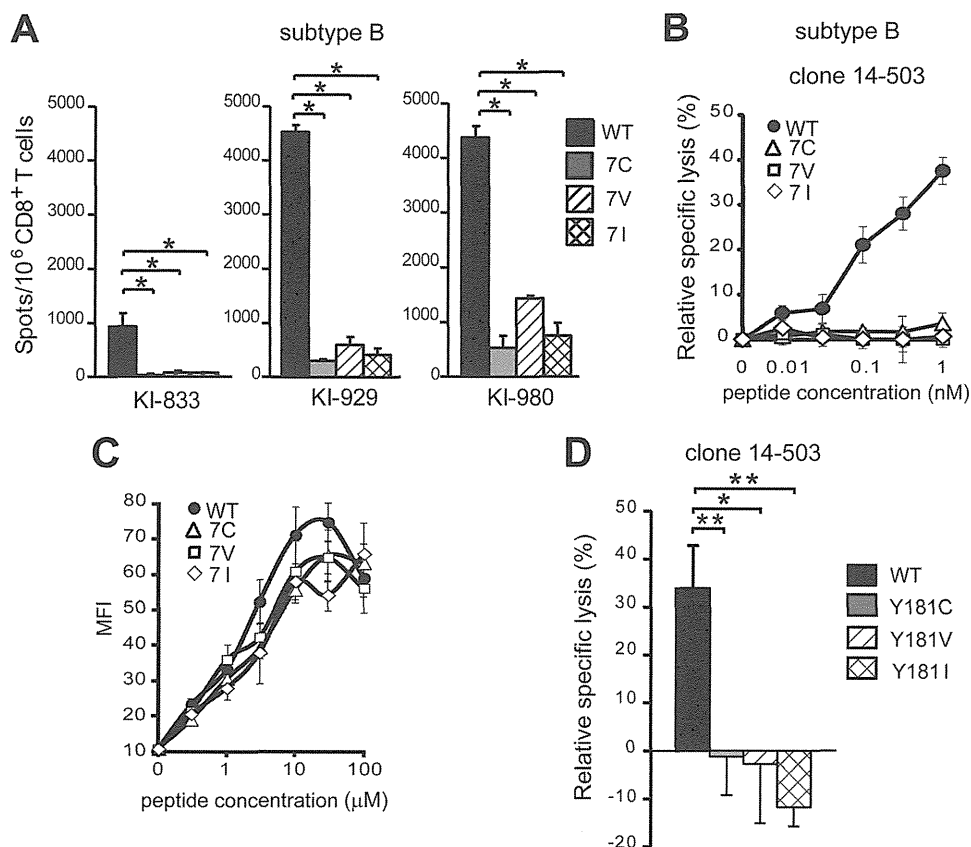 A
subtype B
Spots/10⁶ CD8⁺ T cells
5000
4000
3000
2000
1000
0
*
*
*
KI-833
5000
4000
3000
2000
1000
0
*
*
*
KI-929
5000
4000
3000
2000
1000
0
*
*
*
KI-980
WT
7C
7V
7I
B
subtype B
clone 14-503
Relative specific lysis (%)
50
40
30
20
10
0
WT
7C
7V
7I
0 0.01 0.1 1
peptide concentration (nM)
C
MFI
80
70
60
50
40
30
20
10
WT
7C
7V
7I
0 1 10 100
peptide concentration (µM)
D
clone 14-503
Relative specific lysis (%)
50
40
30
20
10
0
-10
-20
**
*
**
WT
Y181C
Y181V
Y181I